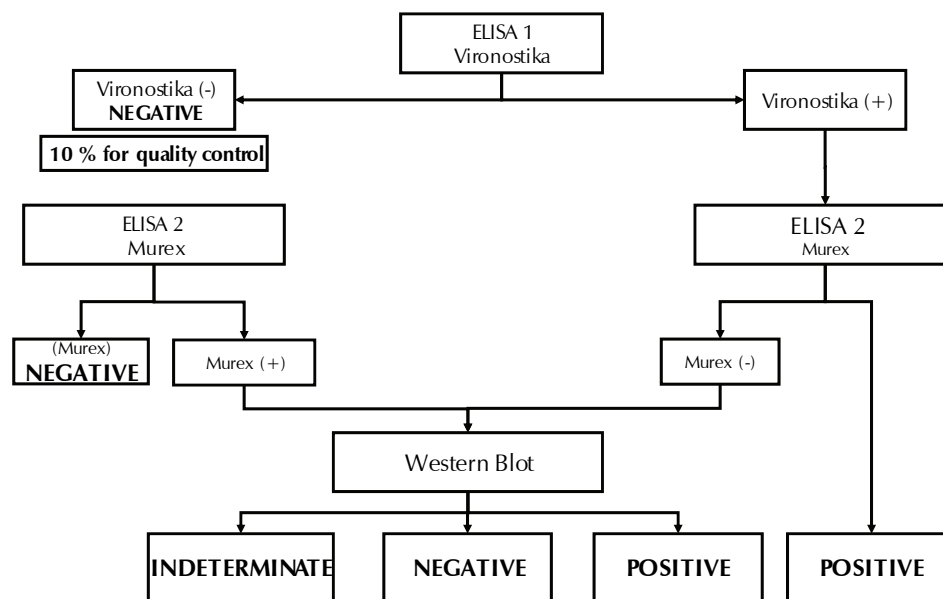 ELISA 1
Vironostika
Vironostika (-)
NEGATIVE
Vironostika (+)
10 % for quality control
ELISA 2
Murex
ELISA 2
Murex
(Murex)
NEGATIVE
Murex (+)
Murex (-)
Western Blot
INDETERMINATE
NEGATIVE
POSITIVE
POSITIVE